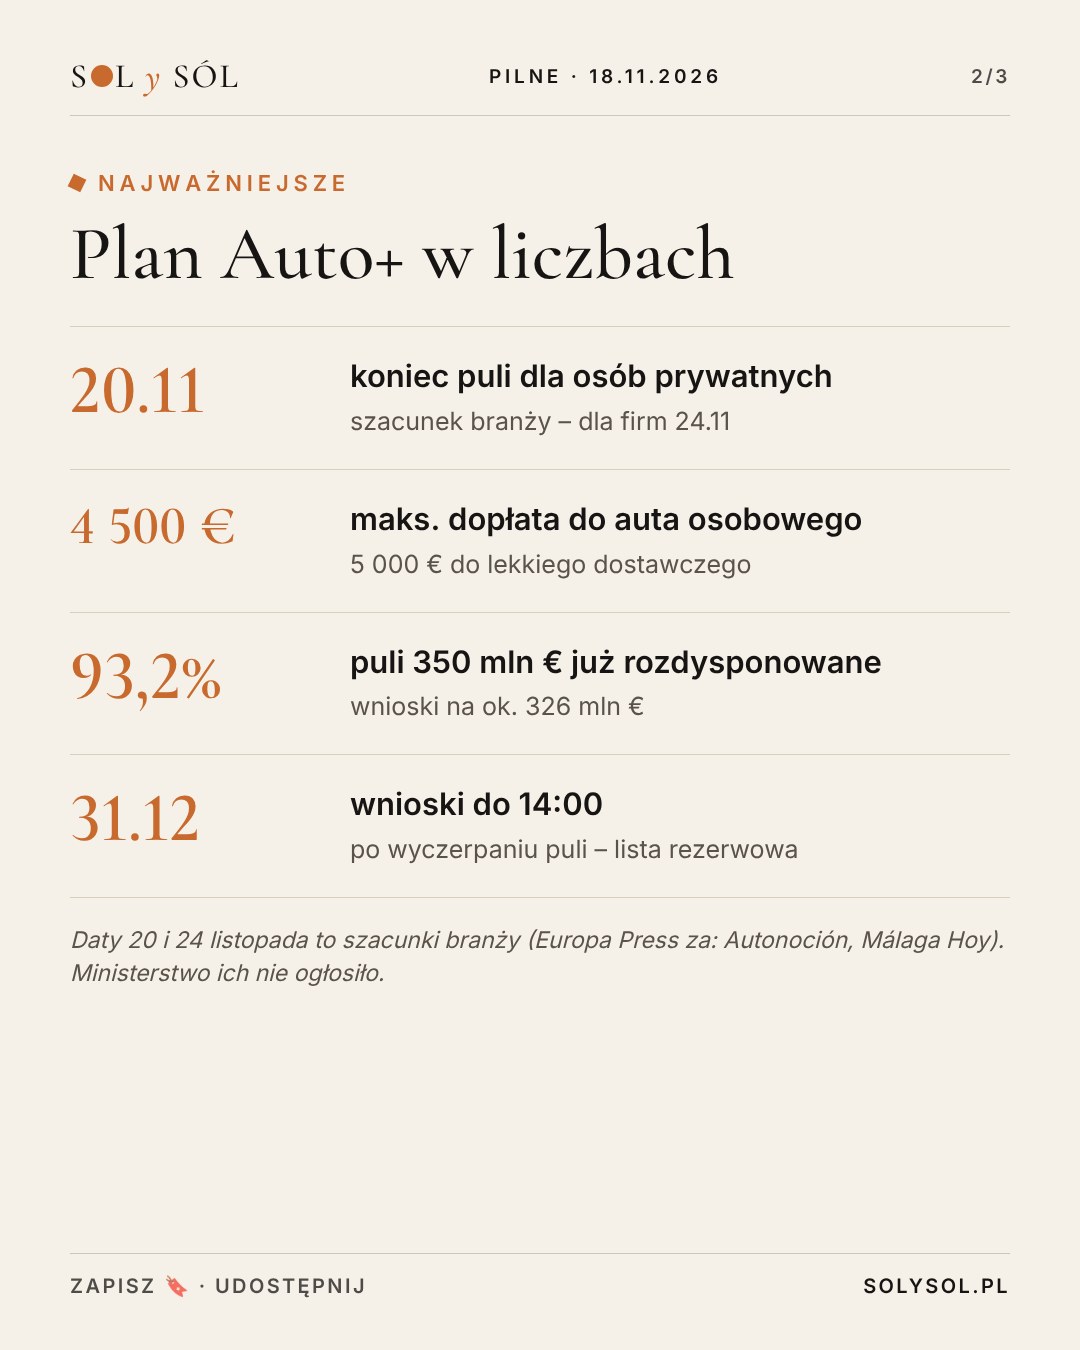 SOL y SÓL
PILNE · 18.11.2026
2/3
NAJWAŻNIEJSZE
Plan Auto+ w liczbach
20.11
koniec puli dla osób prywatnych
szacunek branży – dla firm 24.11
4 500 €
maks. dopłata do auta osobowego
5 000 € do lekkiego dostawczego
93,2%
puli 350 mln € już rozdysponowane
wnioski na ok. 326 mln €
31.12
wnioski do 14:00
po wyczerpaniu puli – lista rezerwowa
Daty 20 i 24 listopada to szacunki branży (Europa Press za: Autonoción, Málaga Hoy).
Ministerstwo ich nie ogłosiło.
ZAPISZ 🔖 · UDOSTĘPNIJ
SOLYSOL.PL